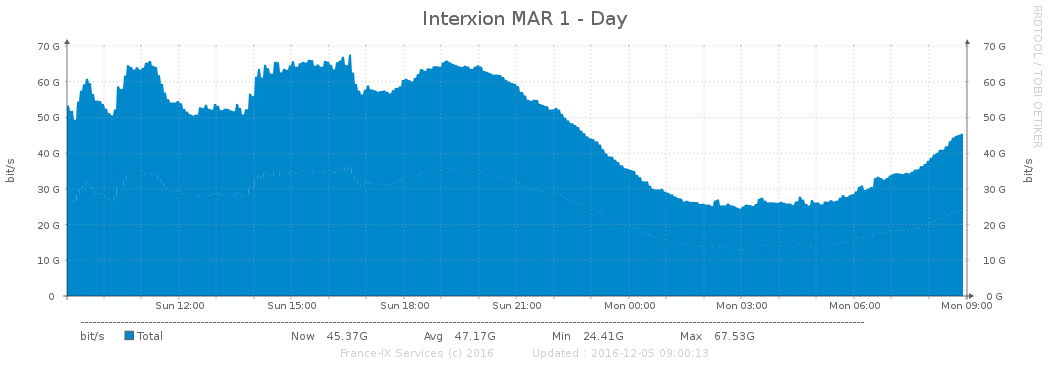 Interxion MAR 1 - Day
RRDTOOL / TOBI OETIKER
bit/s
70 G 70 G
60 G 60 G
50 G 50 G
40 G 40 G
30 G 30 G
20 G 20 G
10 G 10 G
0 0 G
bit/s
Sun 12:00 Sun 15:00 Sun 18:00 Sun 21:00 Mon 00:00 Mon 03:00 Mon 06:00 Mon 09:00
bit/s Total Now 45.37G Avg 47.17G Min 24.41G Max 67.53G
France-IX Services (c) 2016 Updated : 2016-12-05 09:00:13